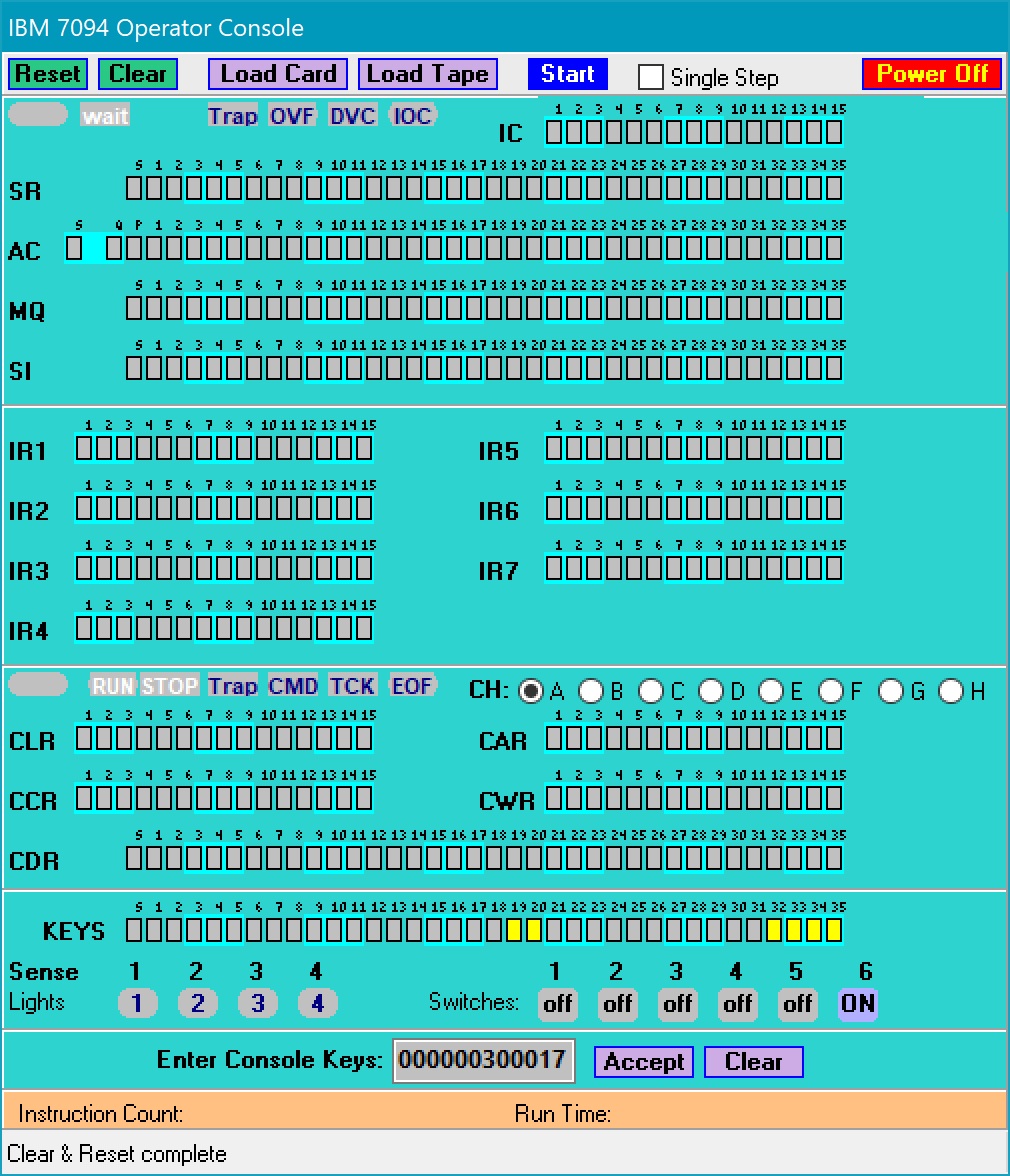 IBM 7094 Operator Console
Reset Clear Load Card Load Tape Start Single Step Power Off
wait Trap OVF DVC IOC
1 2 3 4 5 6 7 8 9 10 11 12 13 14 15
IC
S 1 2 3 4 5 6 7 8 9 10 11 12 13 14 15 16 17 18 19 20 21 22 23 24 25 26 27 28 29 30 31 32 33 34 35
SR
S Q P 1 2 3 4 5 6 7 8 9 10 11 12 13 14 15 16 17 18 19 20 21 22 23 24 25 26 27 28 29 30 31 32 33 34 35
AC
S 1 2 3 4 5 6 7 8 9 10 11 12 13 14 15 16 17 18 19 20 21 22 23 24 25 26 27 28 29 30 31 32 33 34 35
MQ
S 1 2 3 4 5 6 7 8 9 10 11 12 13 14 15 16 17 18 19 20 21 22 23 24 25 26 27 28 29 30 31 32 33 34 35
SI
1 2 3 4 5 6 7 8 9 10 11 12 13 14 15 1 2 3 4 5 6 7 8 9 10 11 12 13 14 15
IR1 IR5
1 2 3 4 5 6 7 8 9 10 11 12 13 14 15 1 2 3 4 5 6 7 8 9 10 11 12 13 14 15
IR2 IR6
1 2 3 4 5 6 7 8 9 10 11 12 13 14 15 1 2 3 4 5 6 7 8 9 10 11 12 13 14 15
IR3 IR7
1 2 3 4 5 6 7 8 9 10 11 12 13 14 15
IR4
RUN STOP Trap CMD TCK EOF CH: A B C D E F G H
1 2 3 4 5 6 7 8 9 10 11 12 13 14 15 1 2 3 4 5 6 7 8 9 10 11 12 13 14 15
CLR CAR
1 2 3 4 5 6 7 8 9 10 11 12 13 14 15 1 2 3 4 5 6 7 8 9 10 11 12 13 14 15
CCR CWR
S 1 2 3 4 5 6 7 8 9 10 11 12 13 14 15 16 17 18 19 20 21 22 23 24 25 26 27 28 29 30 31 32 33 34 35
CDR
S 1 2 3 4 5 6 7 8 9 10 11 12 13 14 15 16 17 18 19 20 21 22 23 24 25 26 27 28 29 30 31 32 33 34 35
KEYS
Sense 1 2 3 4 1 2 3 4 5 6
Lights 1 2 3 4 Switches: off off off off off ON
Enter Console Keys: 000000300017 Accept Clear
Instruction Count: Run Time:
Clear & Reset complete